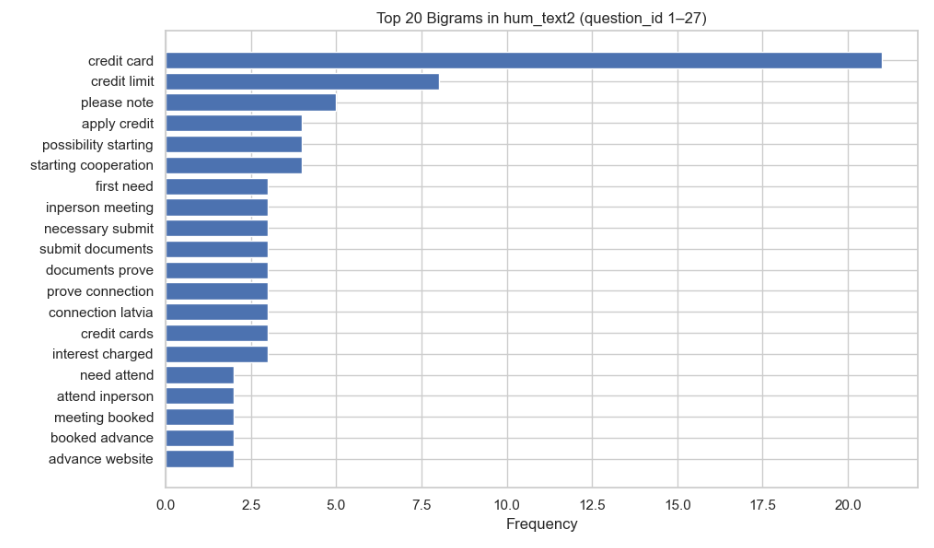 Top 20 Bigrams in hum_text2 (question_id 1–27)
credit card
credit limit
please note
apply credit
possibility starting
starting cooperation
first need
inperson meeting
necessary submit
submit documents
documents prove
prove connection
connection latvia
credit cards
interest charged
need attend
attend inperson
meeting booked
booked advance
advance website
0.0 2.5 5.0 7.5 10.0 12.5 15.0 17.5 20.0
Frequency